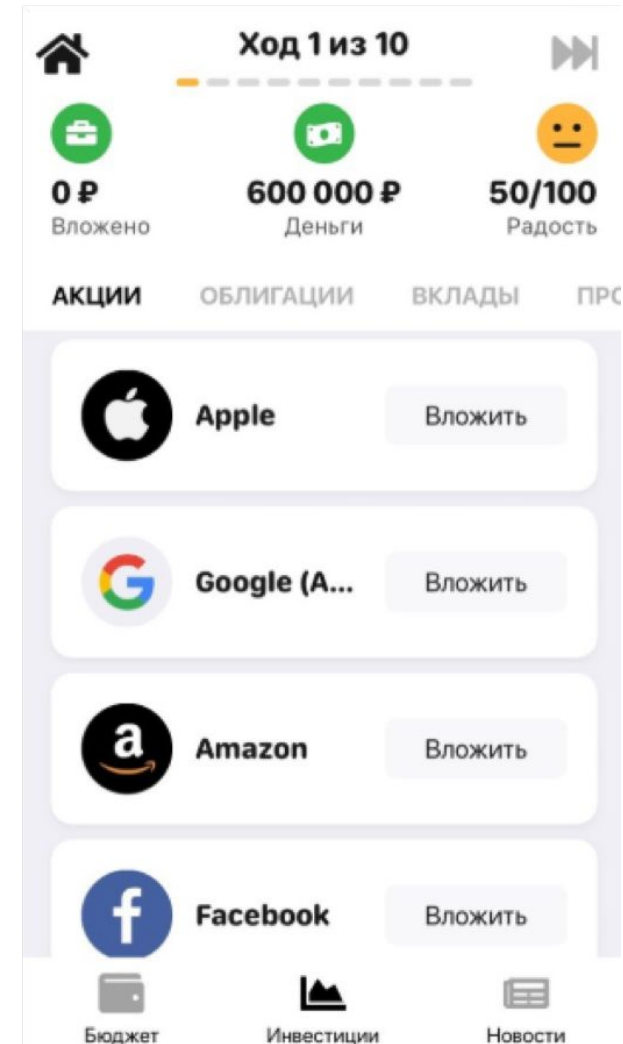 Ход 1 из 10
0 ₽ 600 000 ₽ 50/100
Вложено Деньги Радость
АКЦИИ ОБЛИГАЦИИ ВКЛАДЫ ПРО
Apple Вложить
Google (A... Вложить
a Amazon Вложить
f Facebook Вложить
Бюджет Инвестиции Новости